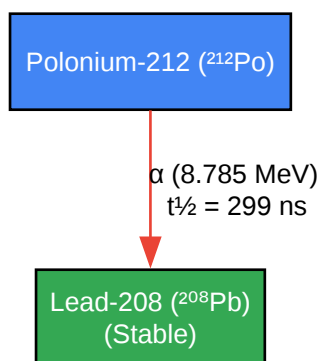 Polonium-212 (²¹²Po)
α (8.785 MeV)
t½ = 299 ns
Lead-208 (²⁰⁸Pb)
(Stable)